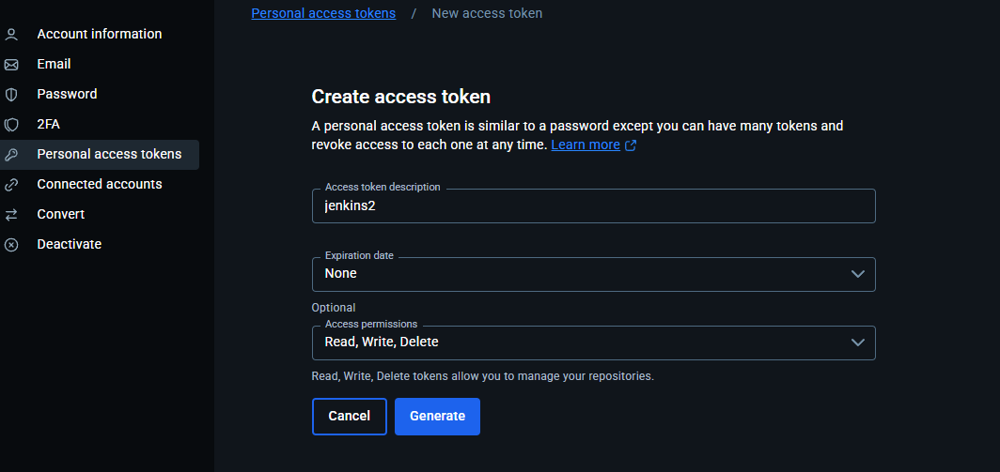 Personal access tokens / New access token
Account information
Email
Password
2FA
Personal access tokens
Connected accounts
Convert
Deactivate
Create access token
A personal access token is similar to a password except you can have many tokens and
revoke access to each one at any time. Learn more
Access token description
jenkins2
Expiration date
None
Optional
Access permissions
Read, Write, Delete
Read, Write, Delete tokens allow you to manage your repositories.
Cancel Generate